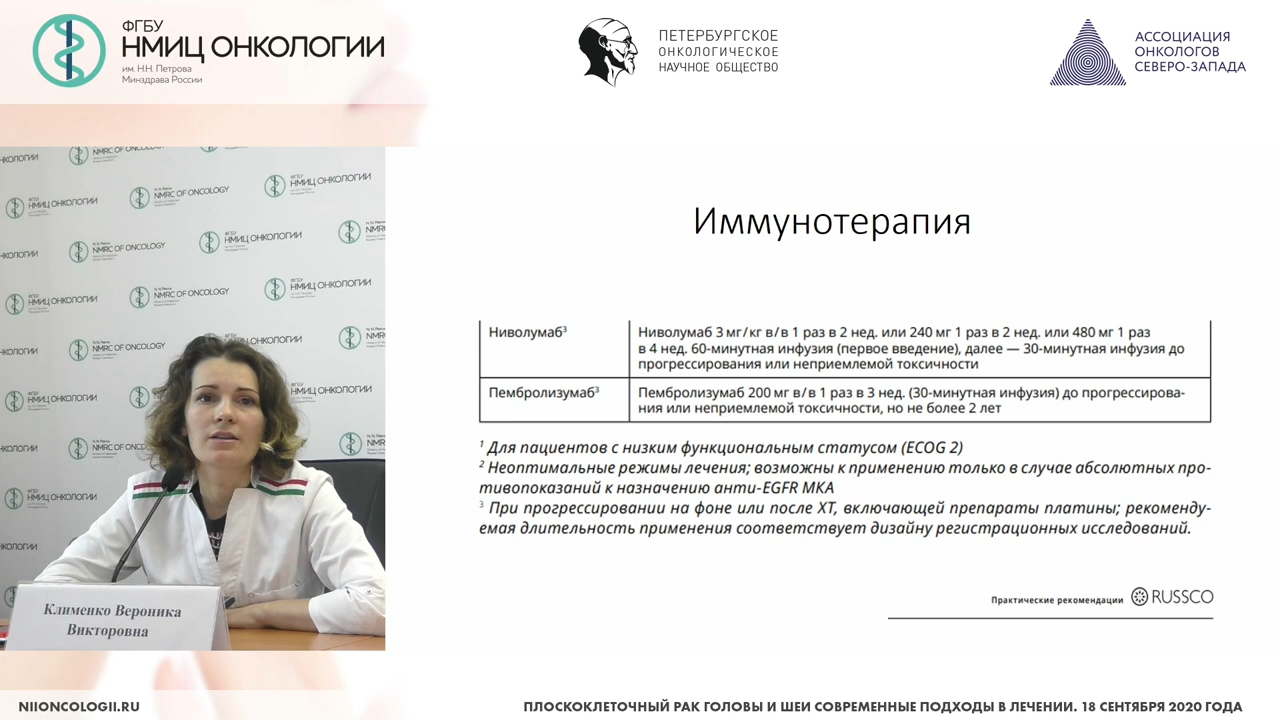 ФГБУ
НМИЦ ОНКОЛОГИИ
им. Н.Н. Петрова
Минздрава России
ПЕТЕРБУРГСКОЕ
ОНКОЛОГИЧЕСКОЕ
НАУЧНОЕ ОБЩЕСТВО
АССОЦИАЦИЯ
ОНКОЛОГОВ
СЕВЕРО-ЗАПАДА
НМИЦ ОНКОЛОГИИ
NMRC OF ONCOLOGY
Клименко Вероника
Викторовна
Иммунотерапия
Ниволумаб³
Ниволумаб 3 мг/кг в/в 1 раз в 2 нед. или 240 мг 1 раз в 2 нед. или 480 мг 1 раз
в 4 нед. 60-минутная инфузия (первое введение), далее — 30-минутная инфузия до
прогрессирования или неприемлемой токсичности
Пембролизумаб³
Пембролизумаб 200 мг в/в 1 раз в 3 нед. (30-минутная инфузия) до прогрессирова-
ния или неприемлемой токсичности, но не более 2 лет
¹ Для пациентов с низким функциональным статусом (ECOG 2)
² Неоптимальные режимы лечения; возможны к применению только в случае абсолютных про-
тивопоказаний к назначению анти-EGFR МКА
³ При прогрессировании на фоне или после ХТ, включающей препараты платины; рекоменду-
емая длительность применения соответствует дизайну регистрационных исследований.
Практические рекомендации RUSSCO
NIIONCOLOGII.RU
ПЛОСКОКЛЕТОЧНЫЙ РАК ГОЛОВЫ И ШЕИ СОВРЕМЕННЫЕ ПОДХОДЫ В ЛЕЧЕНИИ. 18 СЕНТЯБРЯ 2020 ГОДА